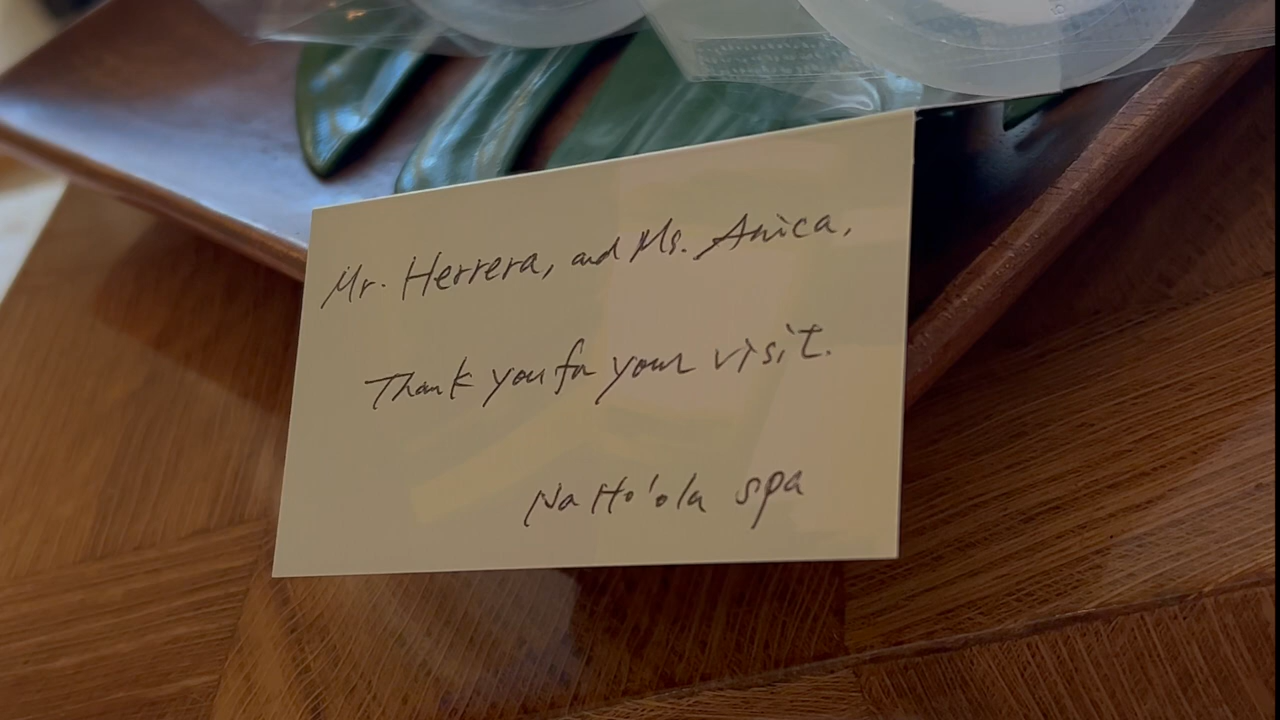 Mr. Herrera, and Ms. Anica,
Thank you for your visit.
Na Ho'ola spa